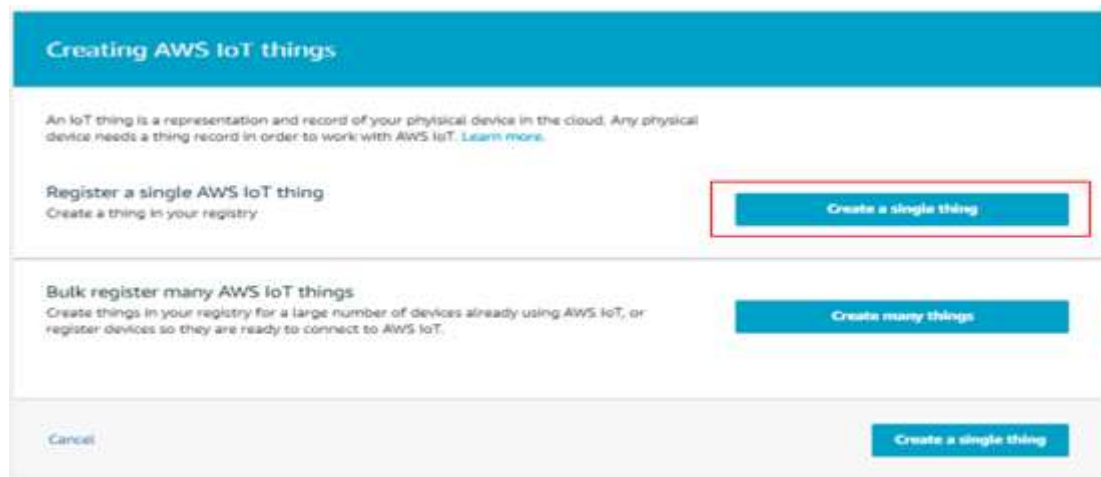 Creating AWS IoT things
An IoT thing is a representation and record of your phyisical device in the cloud. Any physical
device needs a thing record in order to work with AWS IoT. Learn more.
Register a single AWS IoT thing
Create a thing in your registry
Create a single thing
Bulk register many AWS IoT things
Create things in your registry for a large number of devices already using AWS IoT, or
register devices so they are ready to connect to AWS IoT.
Create many things
Cancel
Create a single thing